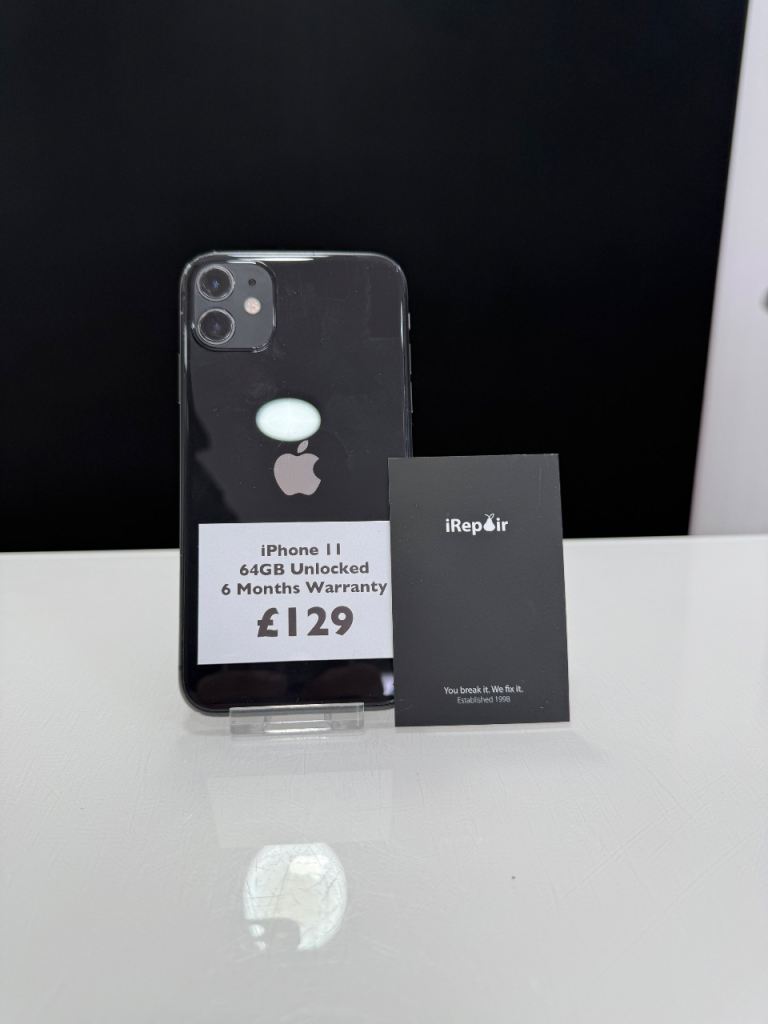 iPhone 11
64GB Unlocked
6 Months Warranty
£129
iRepair
You break it. We fix it.
Established 1998